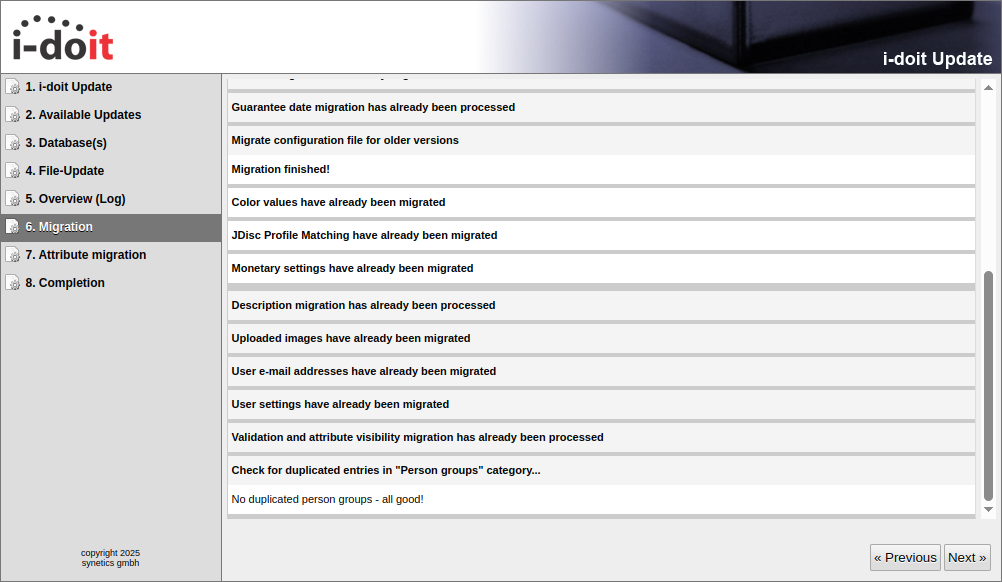 i-doit
i-doit Update
1. i-doit Update
2. Available Updates
3. Database(s)
4. File-Update
5. Overview (Log)
6. Migration
7. Attribute migration
8. Completion
Guarantee date migration has already been processed
Migrate configuration file for older versions
Migration finished!
Color values have already been migrated
JDisc Profile Matching have already been migrated
Monetary settings have already been migrated
Description migration has already been processed
Uploaded images have already been migrated
User e-mail addresses have already been migrated
User settings have already been migrated
Validation and attribute visibility migration has already been processed
Check for duplicated entries in "Person groups" category...
No duplicated person groups - all good!
copyright 2025
synetics gmbh
« Previous
Next »